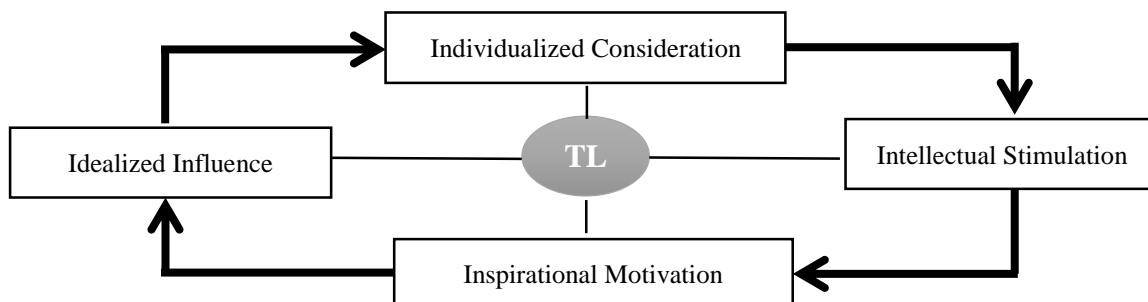 Individualized Consideration
Idealized Influence
TL
Intellectual Stimulation
Inspirational Motivation